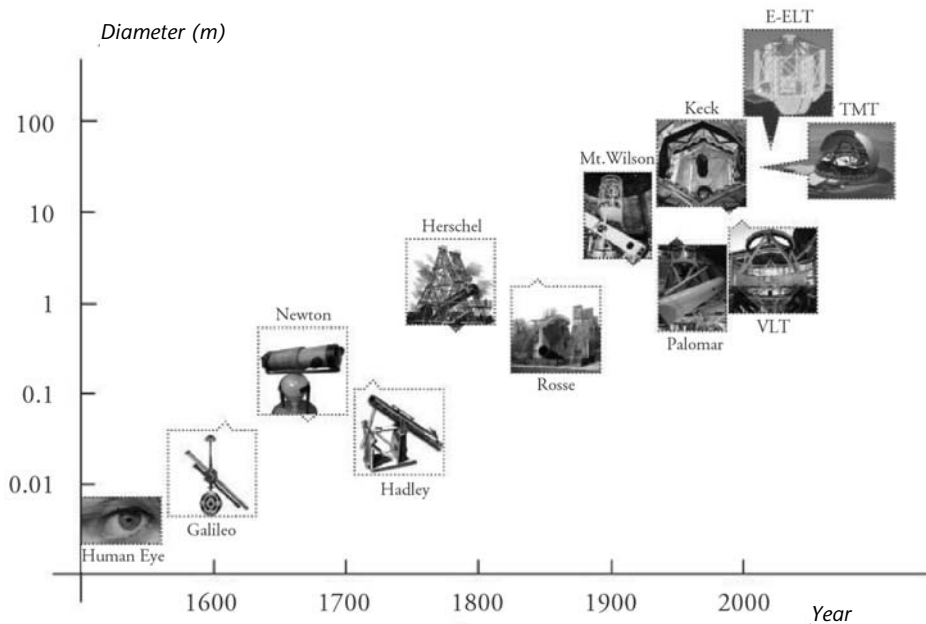 Diameter (m)
E-ELT
Keck
TMT
100
Mt.Wilson
10
Herschel
1
Newton
VLT
Palomar
Rosse
0.1
Hadley
0.01
Galileo
Human Eye
1600
1700
1800
1900
2000
Year